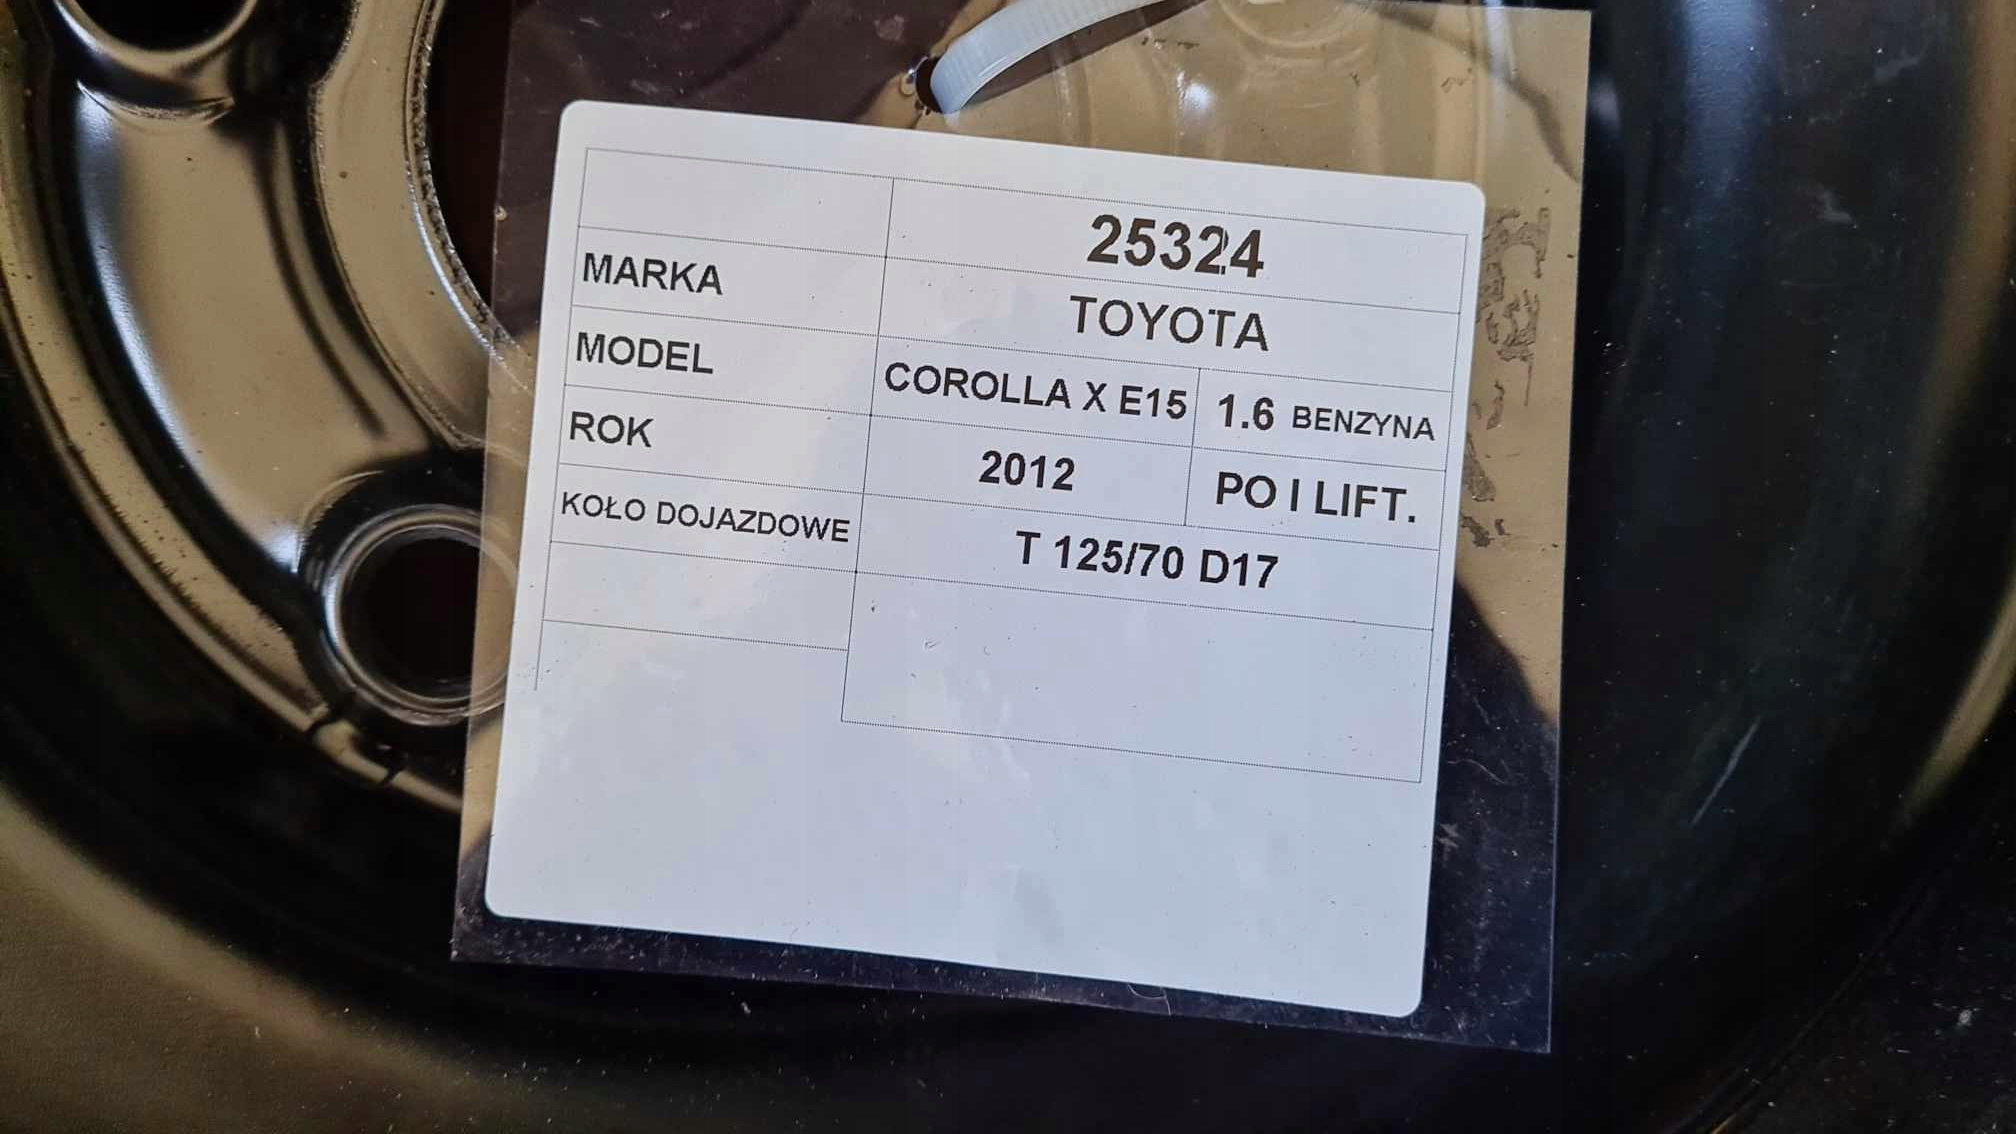 25324
MARKA TOYOTA
MODEL COROLLA X E15 1.6 BENZYNA
ROK 2012 PO I LIFT.
KOŁO DOJAZDOWE T 125/70 D17